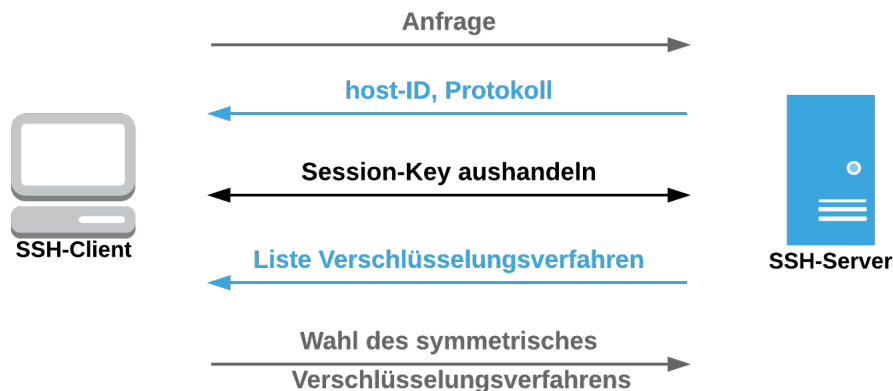 Anfrage
host-ID, Protokoll
Session-Key aushandeln
SSH-Client
Liste Verschlüsselungsverfahren
SSH-Server
Wahl des symmetrisches
Verschlüsselungsverfahrens